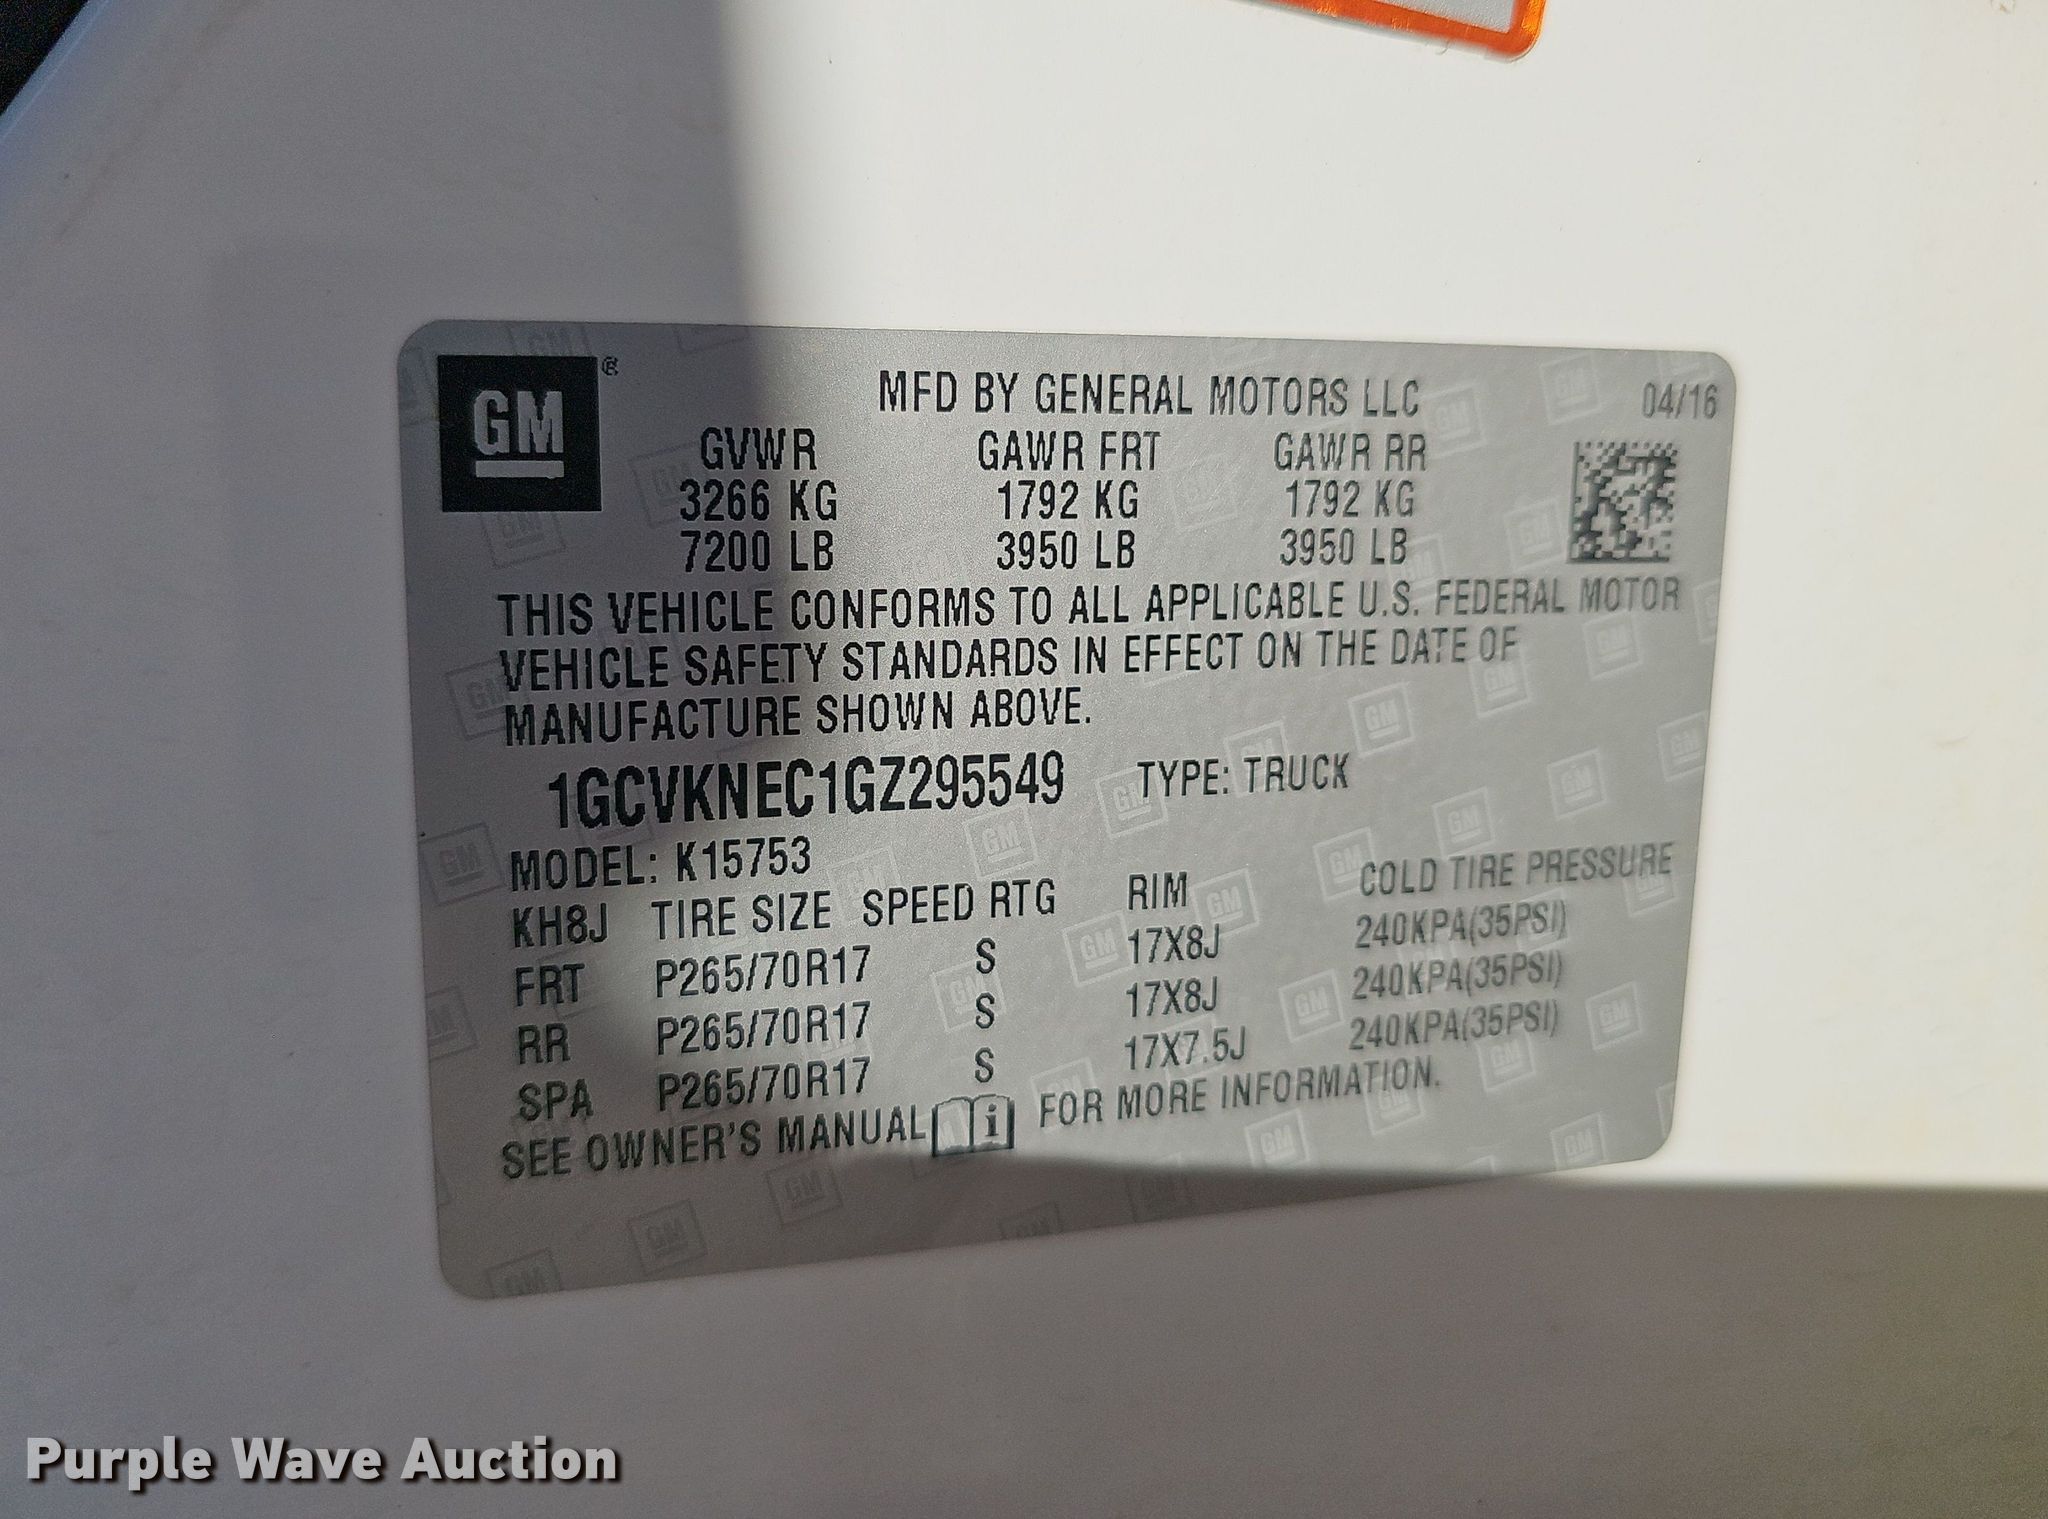 GM®
MFD BY GENERAL MOTORS LLC 04/16
GVWR GAWR FRT GAWR RR
3266 KG 1792 KG 1792 KG
7200 LB 3950 LB 3950 LB
THIS VEHICLE CONFORMS TO ALL APPLICABLE U.S. FEDERAL MOTOR
VEHICLE SAFETY STANDARDS IN EFFECT ON THE DATE OF
MANUFACTURE SHOWN ABOVE.
1GCVKNEC1GZ295549 TYPE: TRUCK
MODEL: K15753
KH8J TIRE SIZE SPEED RTG RIM COLD TIRE PRESSURE
FRT P265/70R17 S 17X8J 240KPA(35PSI)
RR P265/70R17 S 17X8J 240KPA(35PSI)
SPA P265/70R17 S 17X7.5J 240KPA(35PSI)
SEE OWNER'S MANUAL i FOR MORE INFORMATION.
Purple Wave Auction